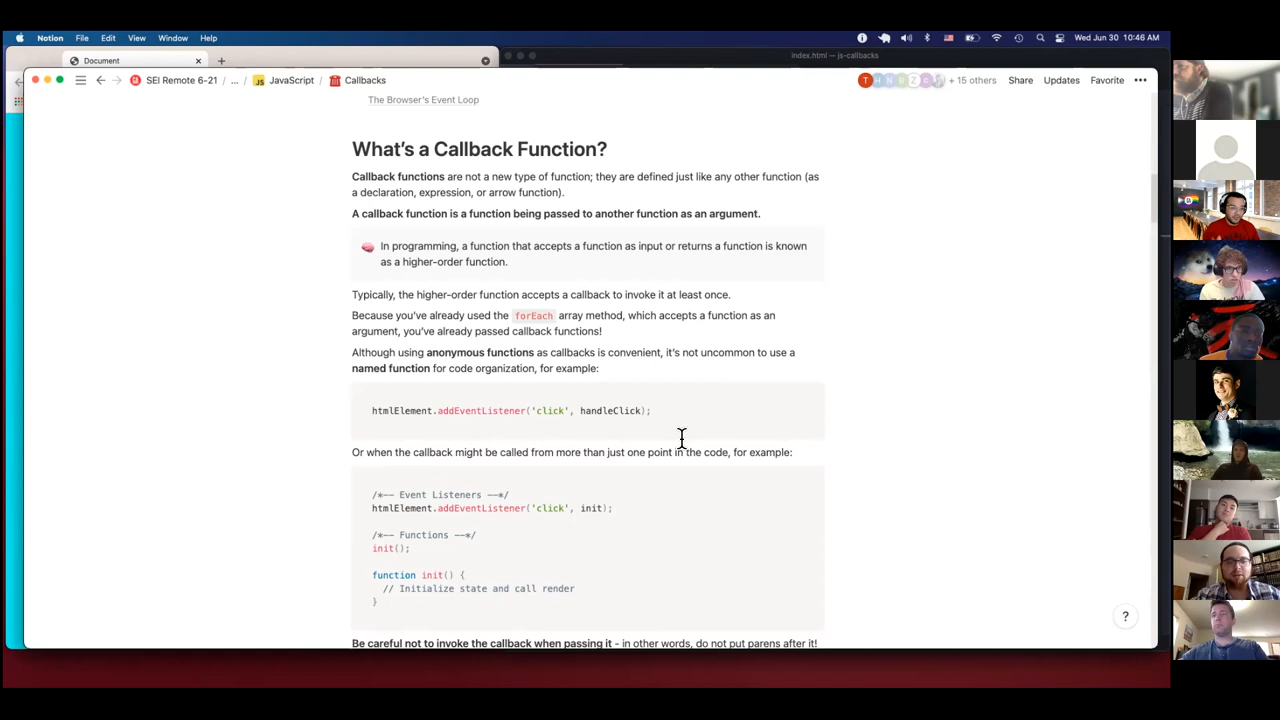 Notion File Edit View Window Help Wed Jun 30 10:46 AM
Document
index.html — js-callbacks
SEI Remote 6-21 / ... / JavaScript / Callbacks
+ 15 others Share Updates Favorite
The Browser's Event Loop
What's a Callback Function?
Callback functions are not a new type of function; they are defined just like any other function (as
a declaration, expression, or arrow function).
A callback function is a function being passed to another function as an argument.
In programming, a function that accepts a function as input or returns a function is known
as a higher-order function.
Typically, the higher-order function accepts a callback to invoke it at least once.
Because you've already used the forEach array method, which accepts a function as an
argument, you've already passed callback functions!
Although using anonymous functions as callbacks is convenient, it's not uncommon to use a
named function for code organization, for example:
htmlElement.addEventListener('click', handleClick);
Or when the callback might be called from more than just one point in the code, for example:
/*-- Event Listeners --*/
htmlElement.addEventListener('click', init);
/*-- Functions --*/
init();
function init() {
// Initialize state and call render
}
Be careful not to invoke the callback when passing it - in other words, do not put parens after it!
?